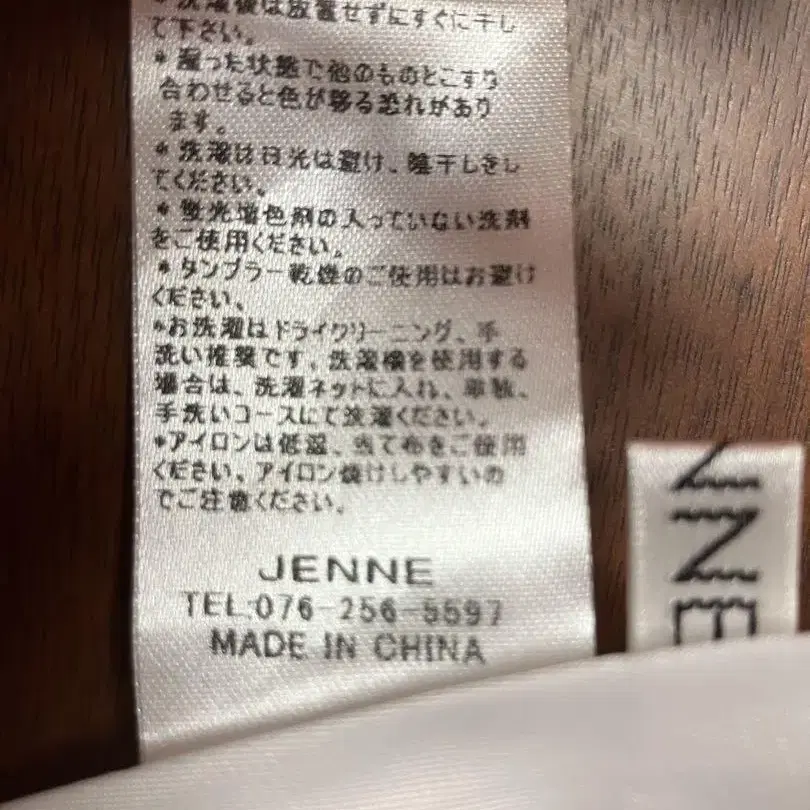 *洗濯後は放置せずにすぐに干し
て下さい。
*湿った状態で他のものとこすり
合わせると色が移る恐れがあり
ます。
*洗濯は日光は避け、陰干しをし
てください。
*蛍光増色剤の入っていない洗剤
をご使用ください。
*タンブラー乾燥のご使用はお避け
ください、
*お洗濯はドライクリーニング、手
洗い推奨です、洗濯機を使用する
場合は、洗濯ネットに入れ、単独、
手洗いコースにて洗濯ください。
*アイロンは低温、当て布をご使用
ください、アイロン焼けしやすいの
でご注意ください。
JENNE
TEL:076-256-5597
MADE IN CHINA
NNE